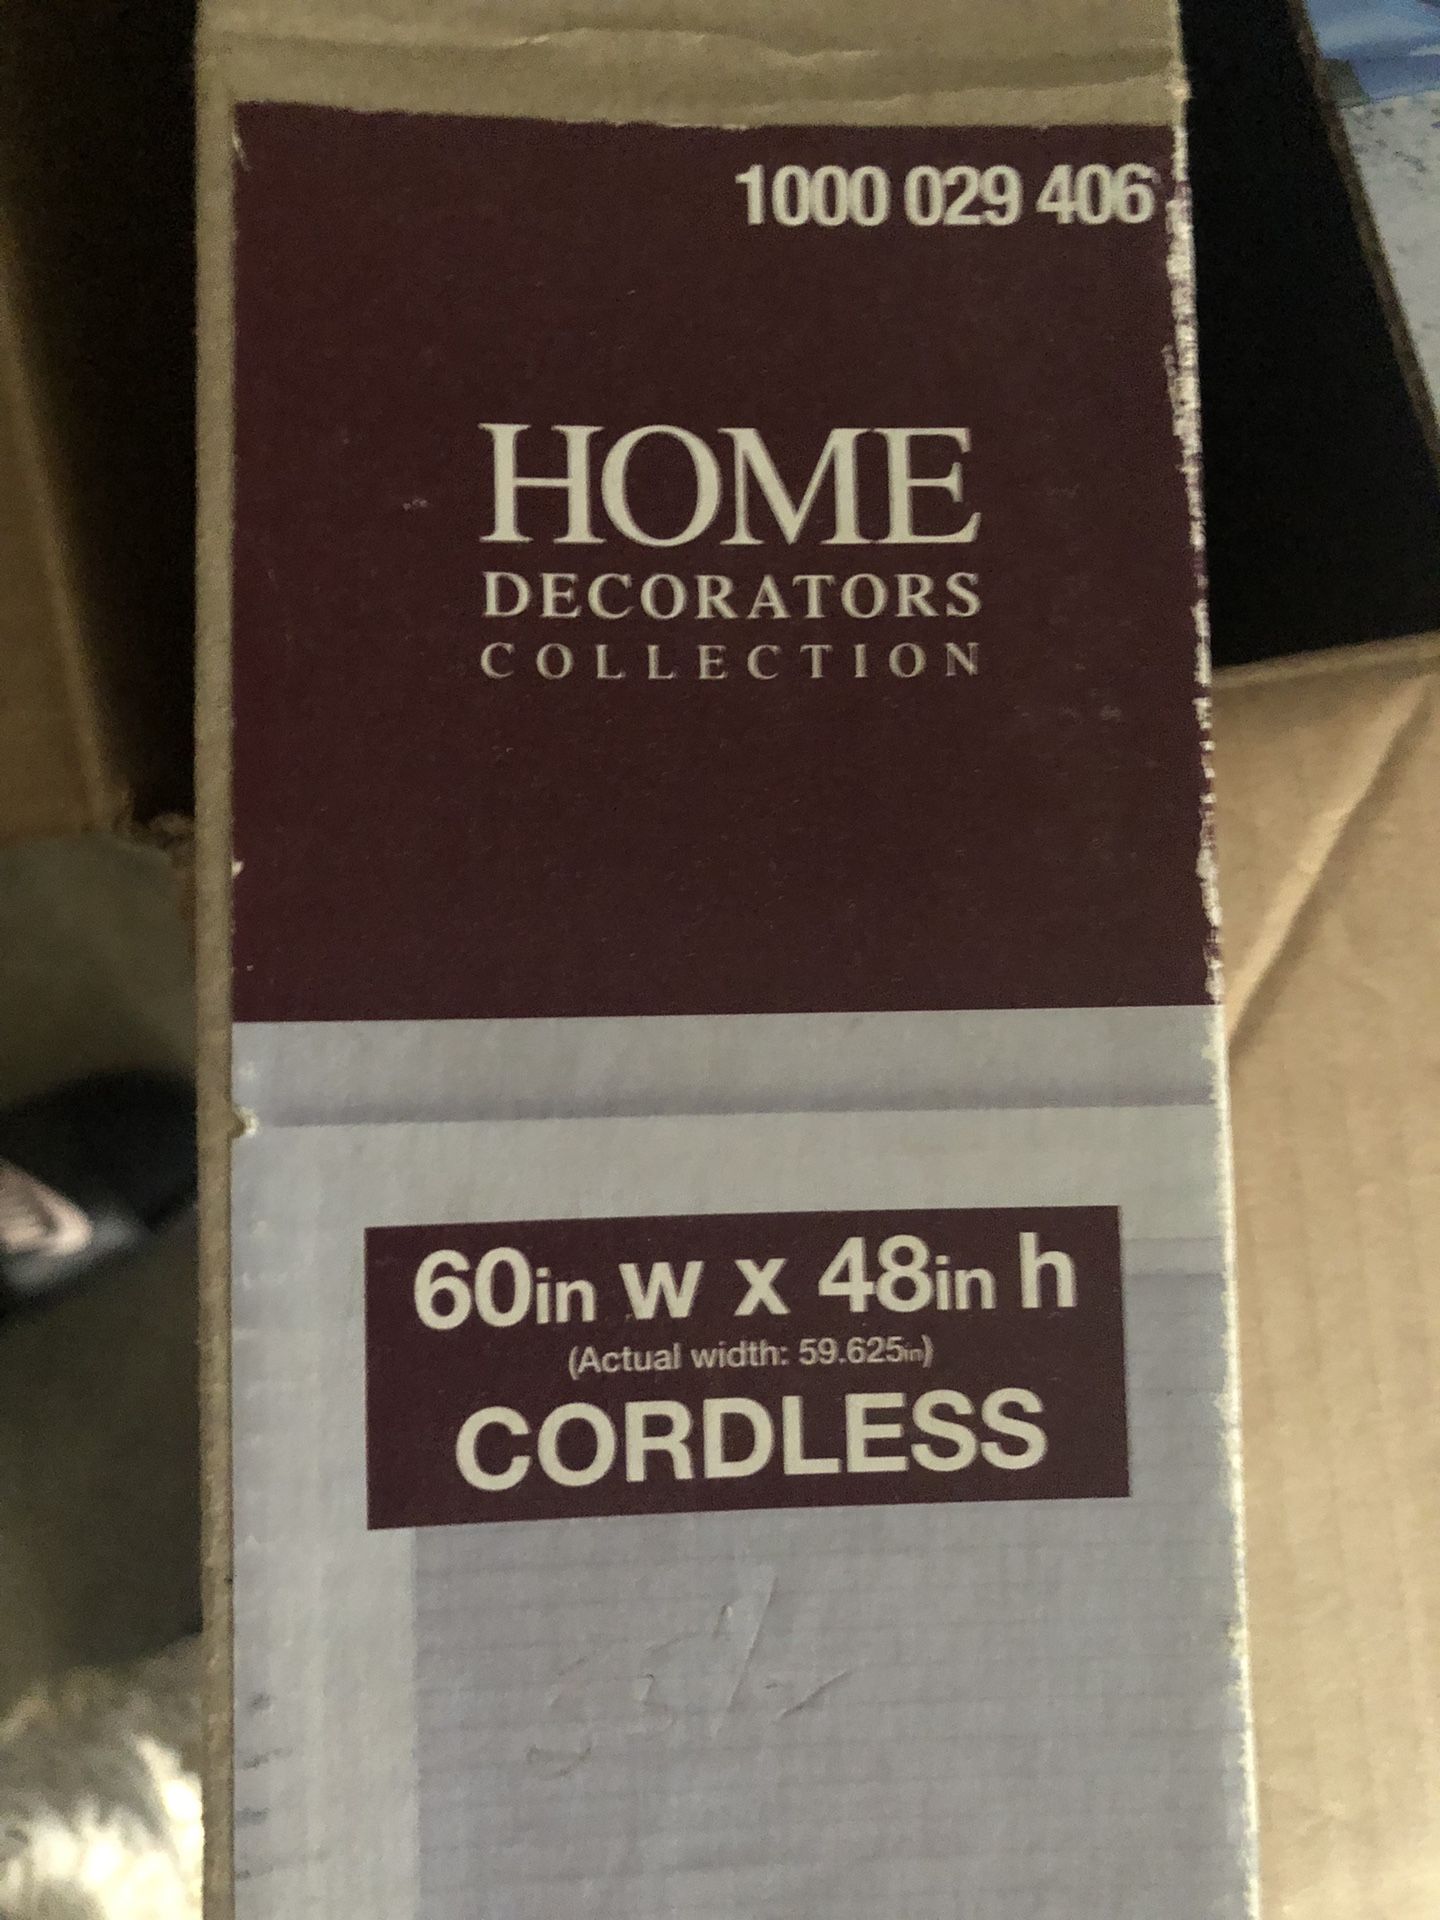 1000 029 406
HOME
DECORATORS
COLLECTION
60in w x 48in h
(Actual width: 59.625in)
CORDLESS